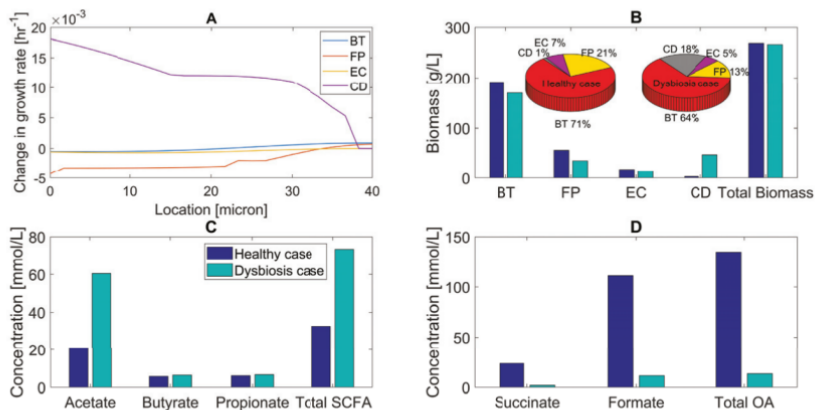 A
×10⁻³
Change in growth rate [hr⁻¹]
20
15
10
5
0
-5
0
10
20
30
40
Location [micron]
BT
FP
EC
CD
B
Biomass [g/L]
300
200
100
0
BT
FP
EC
CD
Total Biomass
EC 7%
CD 1%
FP 21%
Healthy case
BT 71%
CD 18%
EC 5%
FP 13%
Dysbiosis case
BT 64%
C
Concentration [mmol/L]
80
60
40
20
0
Acetate
Butyrate
Propionate
Total SCFA
Healthy case
Dysbiosis case
D
Concentration [mmol/L]
150
100
50
0
Succinate
Formate
Total OA